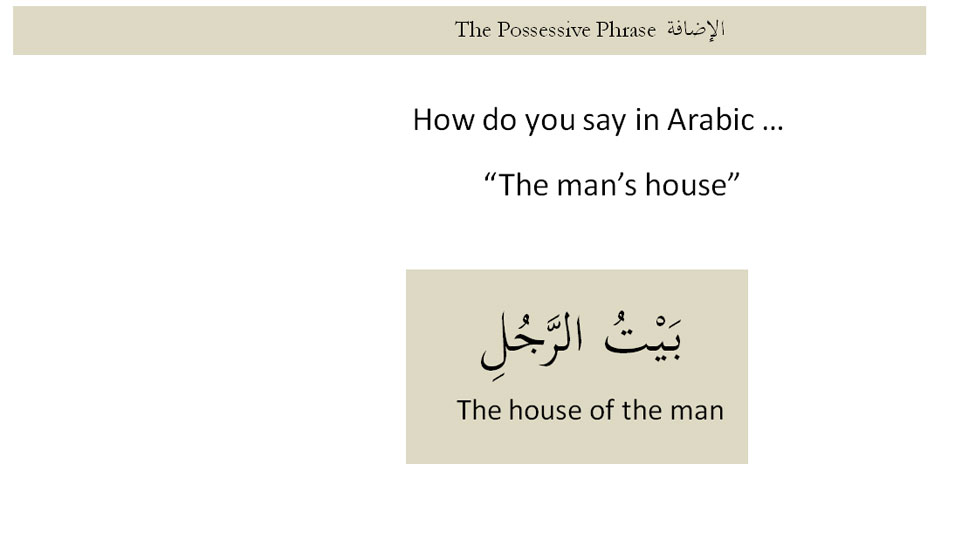 The Possessive Phrase الإضافة
How do you say in Arabic ...
“The man’s house”
بَيْتُ الرَّجُلِ
The house of the man